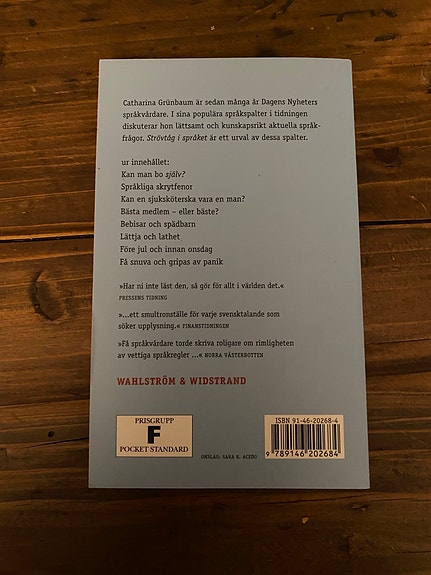 Catharina Grünbaum är sedan många år Dagens Nyheters
språkvårdare. I sina populära språkspalter i tidningen
diskuterar hon lättsamt och kunskapsrikt aktuella språk-
frågor. Strövtåg i språket är ett urval av dessa spalter.
ur innehållet:
Kan man bo själv?
Språkliga skrytfenor
Kan en sjuksköterska vara en man?
Bästa medlem – eller bäste?
Bebisar och spädbarn
Lättja och lathet
Före jul och innan onsdag
Få snuva och gripas av panik
»Har ni inte läst den, så gör för allt i världen det.«
PRESSENS TIDNING
»...ett smultronställe för varje svensktalande som
söker upplysning.« FINANSTIDNINGEN
»Få språkvårdare torde skriva roligare om rimligheten
av vettiga språkregler ...« NORRA VÄSTERBOTTEN
WAHLSTRÖM & WIDSTRAND
PRISGRUPP
F
POCKET STANDARD
OMSLAG: SARA R. ACEDO
ISBN 91-46-20268-4
9 789146 202684